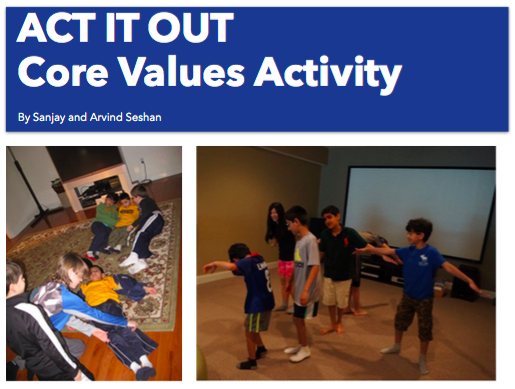 ACT IT OUT
Core Values Activity
By Sanjay and Arvind Seshan